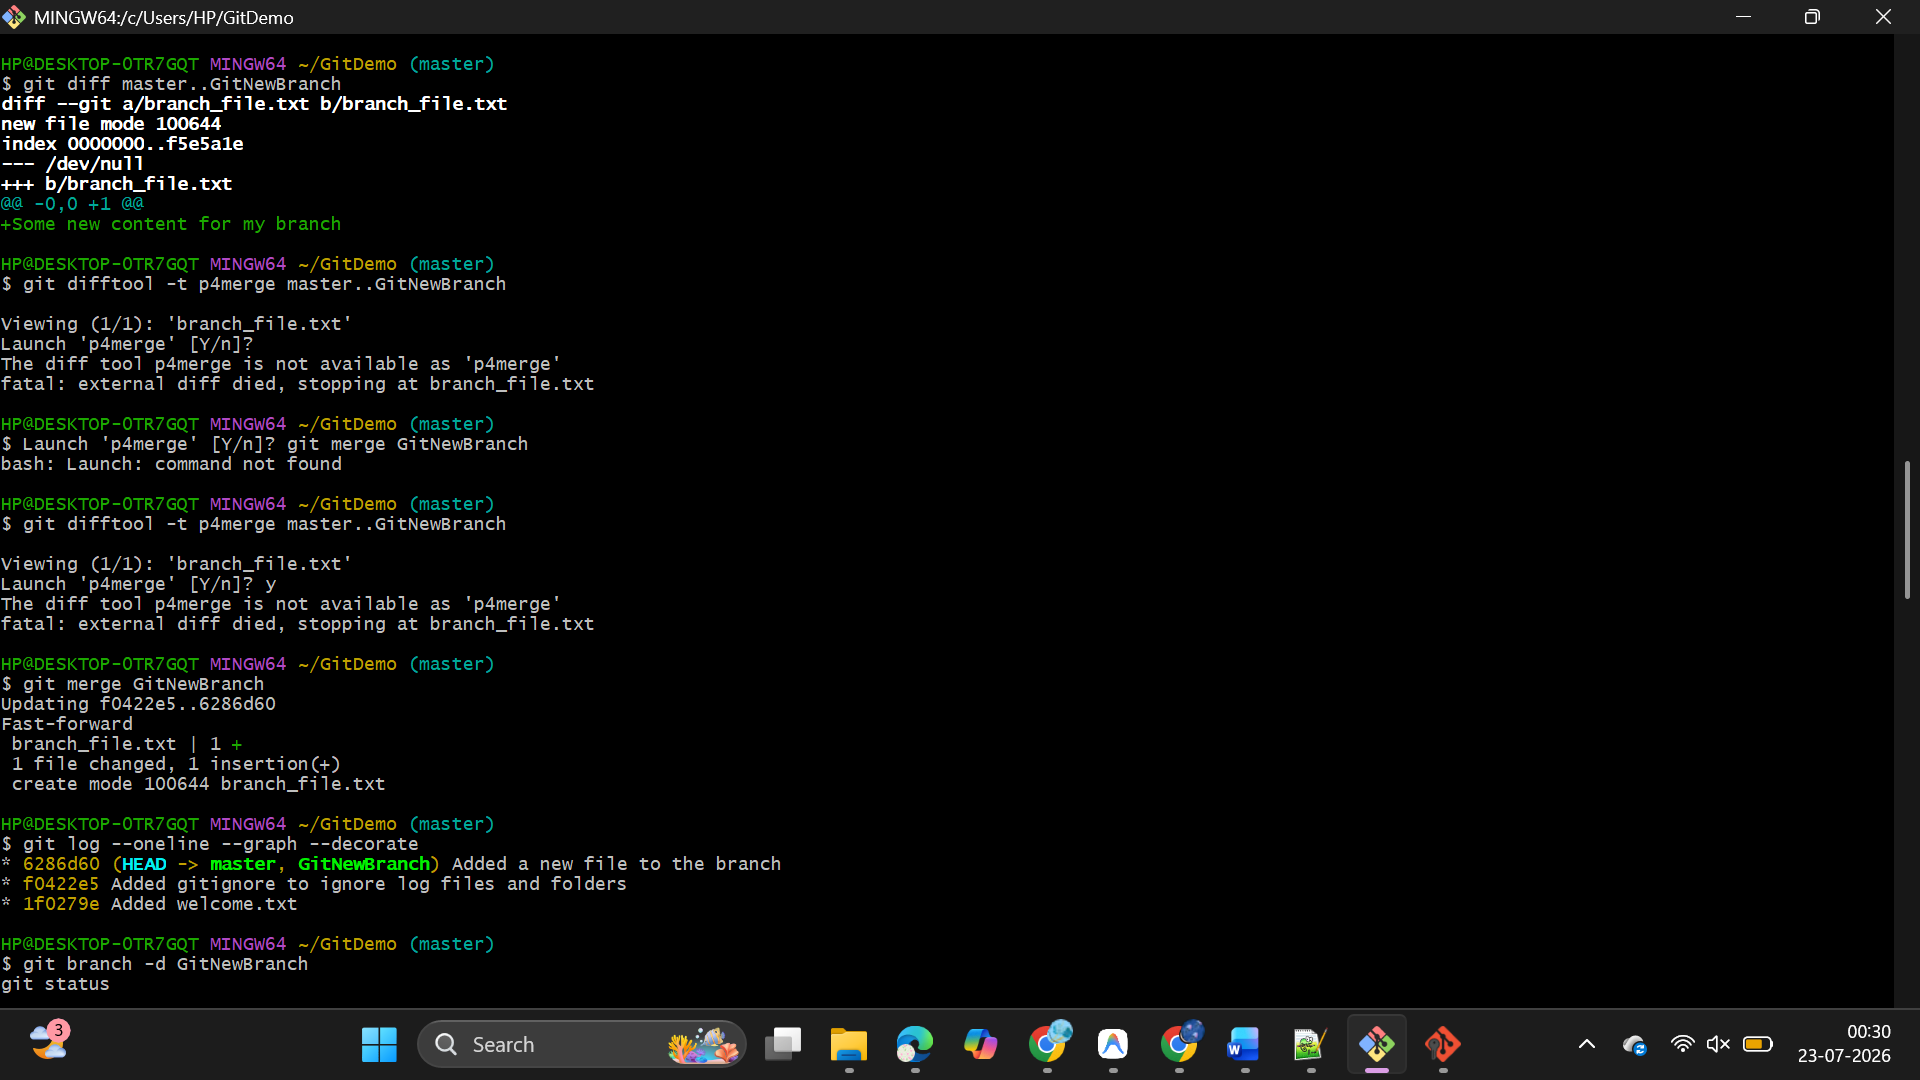 MINGW64:/c/Users/HP/GitDemo
HP@DESKTOP-OTR7GQT MINGW64 ~/GitDemo (master)
$ git diff master..GitNewBranch
diff --git a/branch_file.txt b/branch_file.txt
new file mode 100644
index 0000000..f5e5a1e
--- /dev/null
+++ b/branch_file.txt
@@ -0,0 +1 @@
+Some new content for my branch
HP@DESKTOP-OTR7GQT MINGW64 ~/GitDemo (master)
$ git difftool -t p4merge master..GitNewBranch
Viewing (1/1): 'branch_file.txt'
Launch 'p4merge' [Y/n]?
The diff tool p4merge is not available as 'p4merge'
fatal: external diff died, stopping at branch_file.txt
HP@DESKTOP-OTR7GQT MINGW64 ~/GitDemo (master)
$ Launch 'p4merge' [Y/n]? git merge GitNewBranch
bash: Launch: command not found
HP@DESKTOP-OTR7GQT MINGW64 ~/GitDemo (master)
$ git difftool -t p4merge master..GitNewBranch
Viewing (1/1): 'branch_file.txt'
Launch 'p4merge' [Y/n]? y
The diff tool p4merge is not available as 'p4merge'
fatal: external diff died, stopping at branch_file.txt
HP@DESKTOP-OTR7GQT MINGW64 ~/GitDemo (master)
$ git merge GitNewBranch
Updating f0422e5..6286d60
Fast-forward
 branch_file.txt | 1 +
 1 file changed, 1 insertion(+)
 create mode 100644 branch_file.txt
HP@DESKTOP-OTR7GQT MINGW64 ~/GitDemo (master)
$ git log --oneline --graph --decorate
* 6286d60 (HEAD -> master, GitNewBranch) Added a new file to the branch
* f0422e5 Added gitignore to ignore log files and folders
* 1f0279e Added welcome.txt
HP@DESKTOP-OTR7GQT MINGW64 ~/GitDemo (master)
$ git branch -d GitNewBranch
git status
3
Search
00:30
23-07-2026